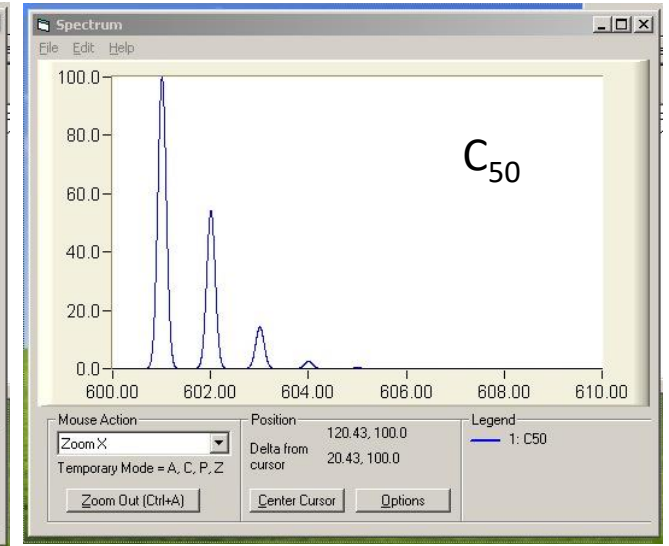 Spectrum
File Edit Help
100.0
80.0
60.0
40.0
20.0
0.0
C50
600.00 602.00 604.00 606.00 608.00 610.00
Mouse Action
Zoom X
Temporary Mode = A, C, P, Z
Zoom Out (Ctrl+A)
Position
120.43, 100.0
Delta from cursor 20.43, 100.0
Center Cursor Options
Legend
1: C50